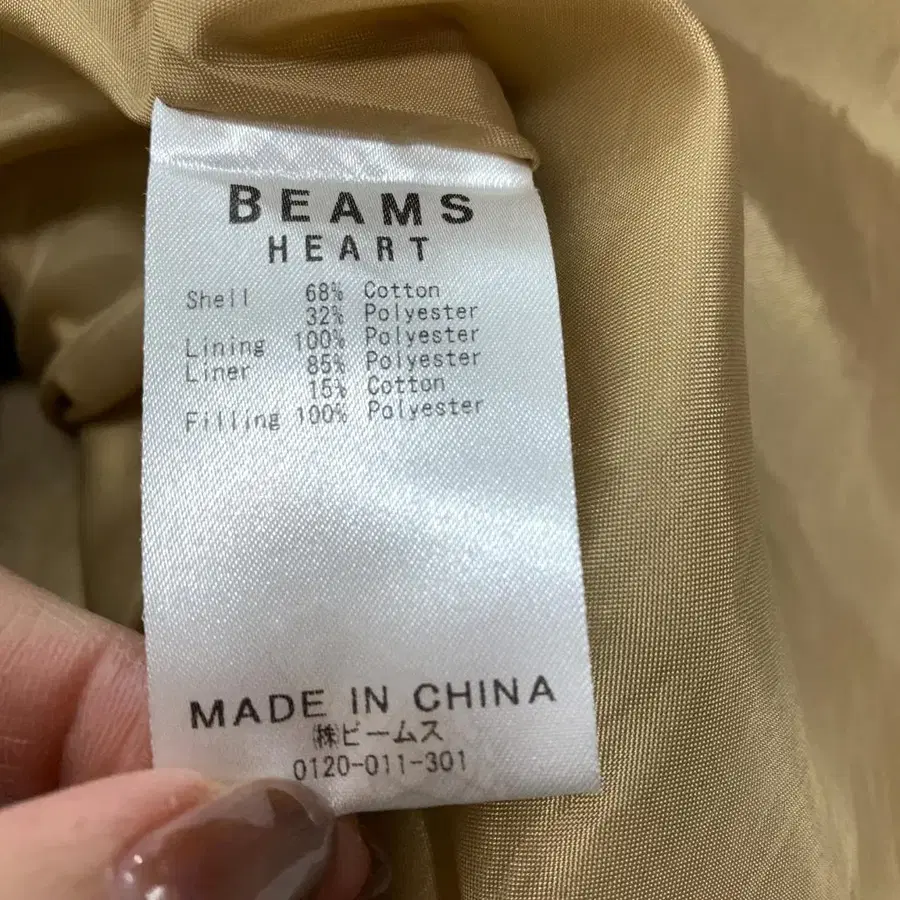 BEAMS
HEART
Shell 68% Cotton
32% Polyester
Lining 100% Polyester
Liner 85% Polyester
15% Cotton
Filling 100% Polyester
MADE IN CHINA
㈱ビームス
0120-011-301